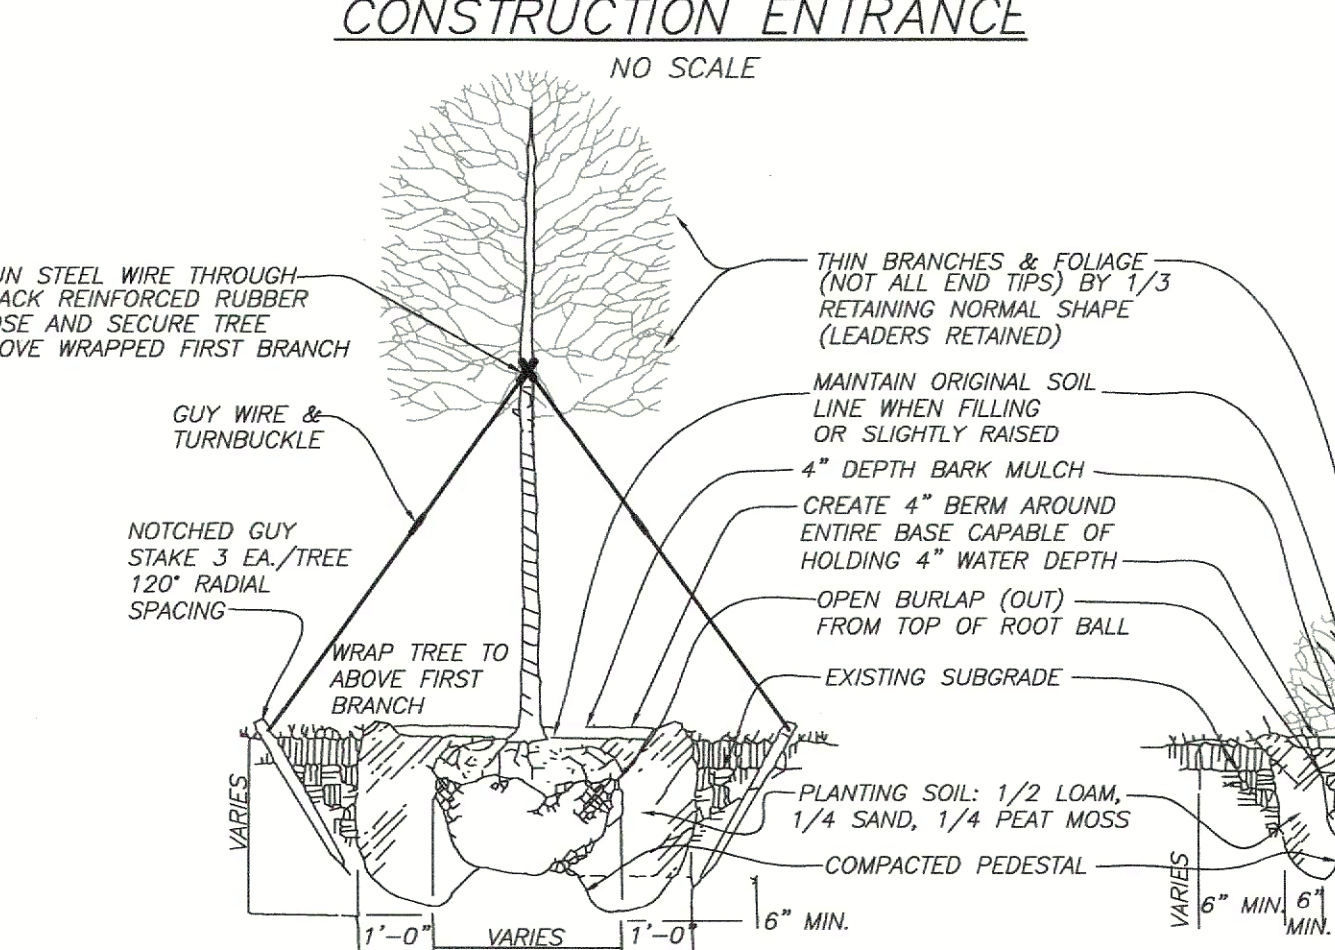 CONSTRUCTION ENTRANCE
NO SCALE
UN STEEL WIRE THROUGH
ACK REINFORCED RUBBER
OSE AND SECURE TREE
OVE WRAPPED FIRST BRANCH
GUY WIRE &
TURNBUCKLE
NOTCHED GUY
STAKE 3 EA./TREE
120° RADIAL
SPACING
WRAP TREE TO
ABOVE FIRST
BRANCH
THIN BRANCHES & FOLIAGE
(NOT ALL END TIPS) BY 1/3
RETAINING NORMAL SHAPE
(LEADERS RETAINED)
MAINTAIN ORIGINAL SOIL
LINE WHEN FILLING
OR SLIGHTLY RAISED
4" DEPTH BARK MULCH
CREATE 4" BERM AROUND
ENTIRE BASE CAPABLE OF
HOLDING 4" WATER DEPTH
OPEN BURLAP (OUT)
FROM TOP OF ROOT BALL
EXISTING SUBGRADE
PLANTING SOIL: 1/2 LOAM,
1/4 SAND, 1/4 PEAT MOSS
COMPACTED PEDESTAL
VARIES
1'-0"
VARIES
1'-0"
6" MIN.
VARIES
6" MIN.
6"
MIN.